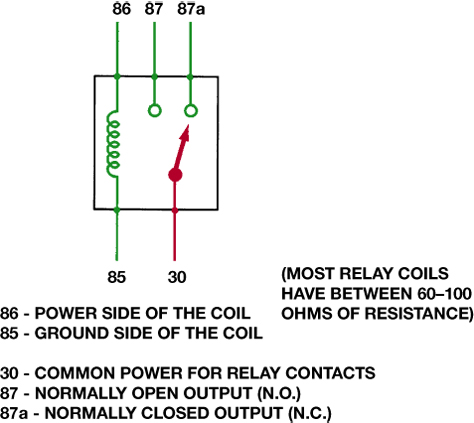 86 87 87a
85 30
(MOST RELAY COILS
HAVE BETWEEN 60–100
OHMS OF RESISTANCE)
86 - POWER SIDE OF THE COIL
85 - GROUND SIDE OF THE COIL
30 - COMMON POWER FOR RELAY CONTACTS
87 - NORMALLY OPEN OUTPUT (N.O.)
87a - NORMALLY CLOSED OUTPUT (N.C.)